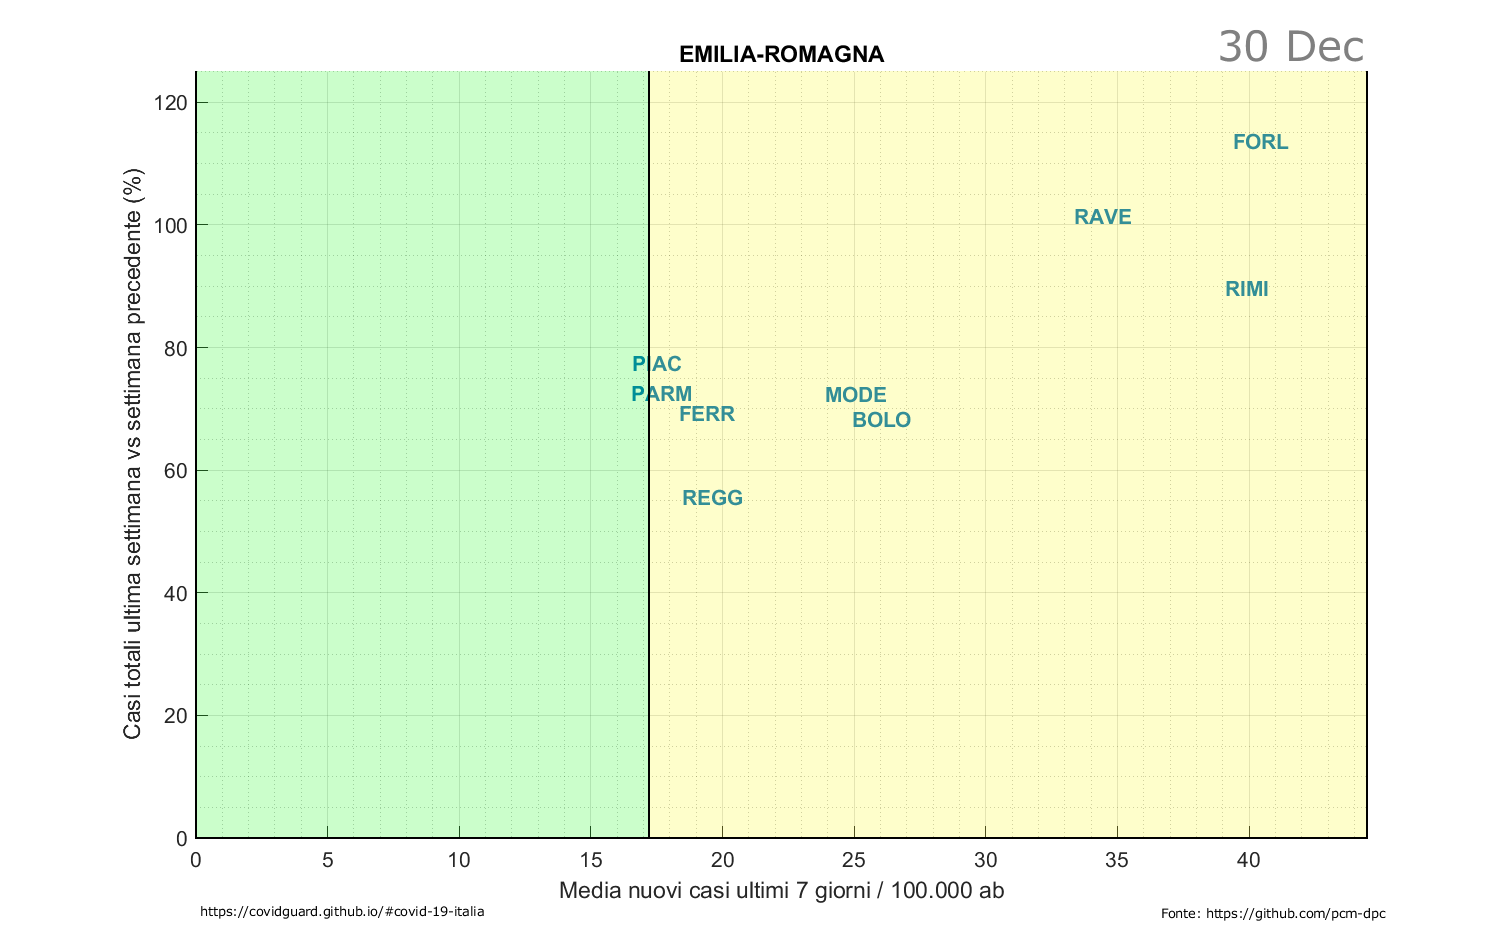 30 Dec
EMILIA-ROMAGNA
Casi totali ultima settimana vs settimana precedente (%)
120
100
80
60
40
20
0
FORL
RAVE
RIMI
PIAC
PARM
MODE
FERR
BOLO
REGG
0 5 10 15 20 25 30 35 40
Media nuovi casi ultimi 7 giorni / 100.000 ab
https://covidguard.github.io/#covid-19-italia
Fonte: https://github.com/pcm-dpc